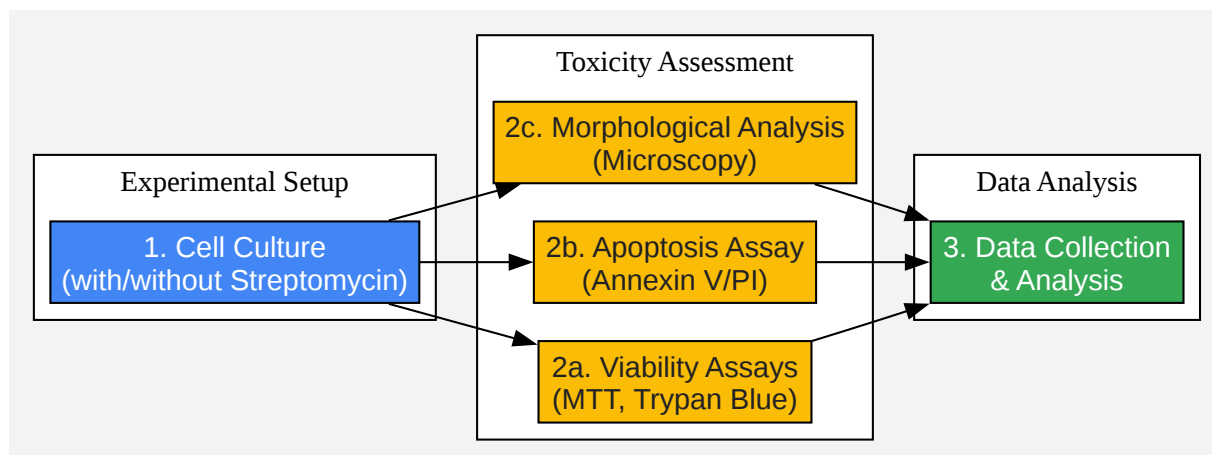 Experimental Setup
1. Cell Culture
(with/without Streptomycin)
Toxicity Assessment
2c. Morphological Analysis
(Microscopy)
2b. Apoptosis Assay
(Annexin V/PI)
2a. Viability Assays
(MTT, Trypan Blue)
Data Analysis
3. Data Collection
& Analysis